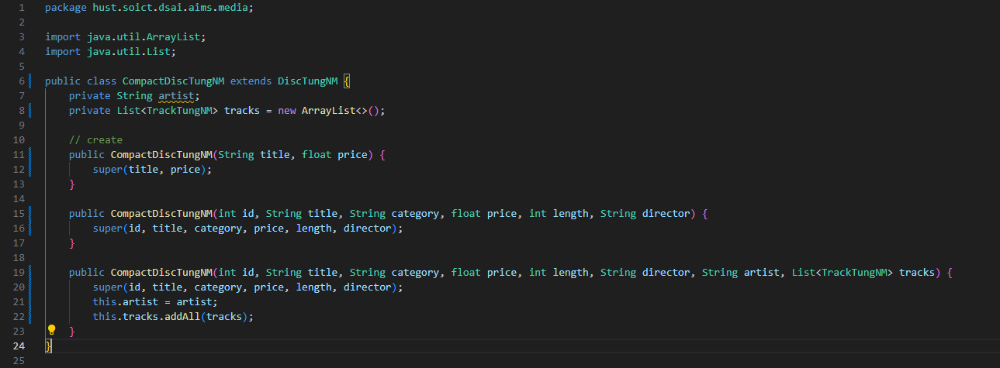 1 package hust.soict.dsai.aims.media;
2
3 import java.util.ArrayList;
4 import java.util.List;
5
6 public class CompactDiscTungNM extends DiscTungNM {
7 private String artist;
8 private List<TrackTungNM> tracks = new ArrayList<>();
9
10 // create
11 public CompactDiscTungNM(String title, float price) {
12 super(title, price);
13 }
14
15 public CompactDiscTungNM(int id, String title, String category, float price, int length, String director) {
16 super(id, title, category, price, length, director);
17 }
18
19 public CompactDiscTungNM(int id, String title, String category, float price, int length, String director, String artist, List<TrackTungNM> tracks) {
20 super(id, title, category, price, length, director);
21 this.artist = artist;
22 this.tracks.addAll(tracks);
23 }
24 }
25